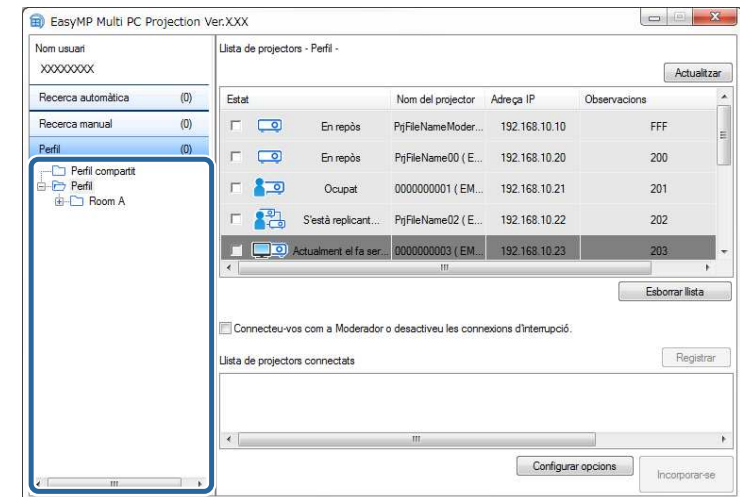 EasyMP Multi PC Projection Ver.XXX
Nom usuari
XXXXXXXX
Recerca automàtica (0)
Recerca manual (0)
Perfil (0)
Perfil compartit
Perfil
Room A
Llista de projectors - Perfil -
Actualitzar
Estat Nom del projector Adreça IP Observacions
En repòs PrjFileNameModer... 192.168.10.10 FFF
En repòs PrjFileName00 ( E... 192.168.10.20 200
Ocupat 0000000001 ( EM... 192.168.10.21 201
S'està replicant... PrjFileName02 ( E... 192.168.10.22 202
Actualment el fa ser... 0000000003 ( EM... 192.168.10.23 203
Esborrar llista
Connecteu-vos com a Moderador o desactiveu les connexions d'interrupció.
Llista de projectors connectats
Registrar
Configurar opcions
Incorporar-se